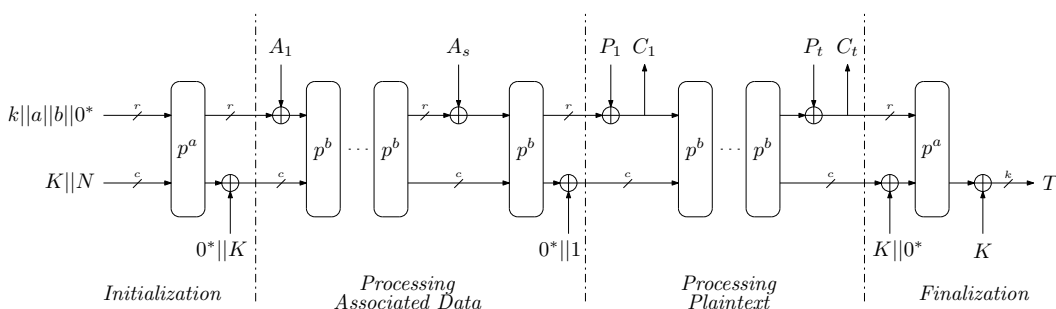 A_1 A_s P_1 C_1 P_t C_t
k||a||b||0* r r r r r r
p^a p^b ··· p^b p^b p^b ··· p^b p^a
K||N c c c c c k T
0*||K 0*||1 K||0* K
Initialization
Processing
Associated Data
Processing
Plaintext
Finalization